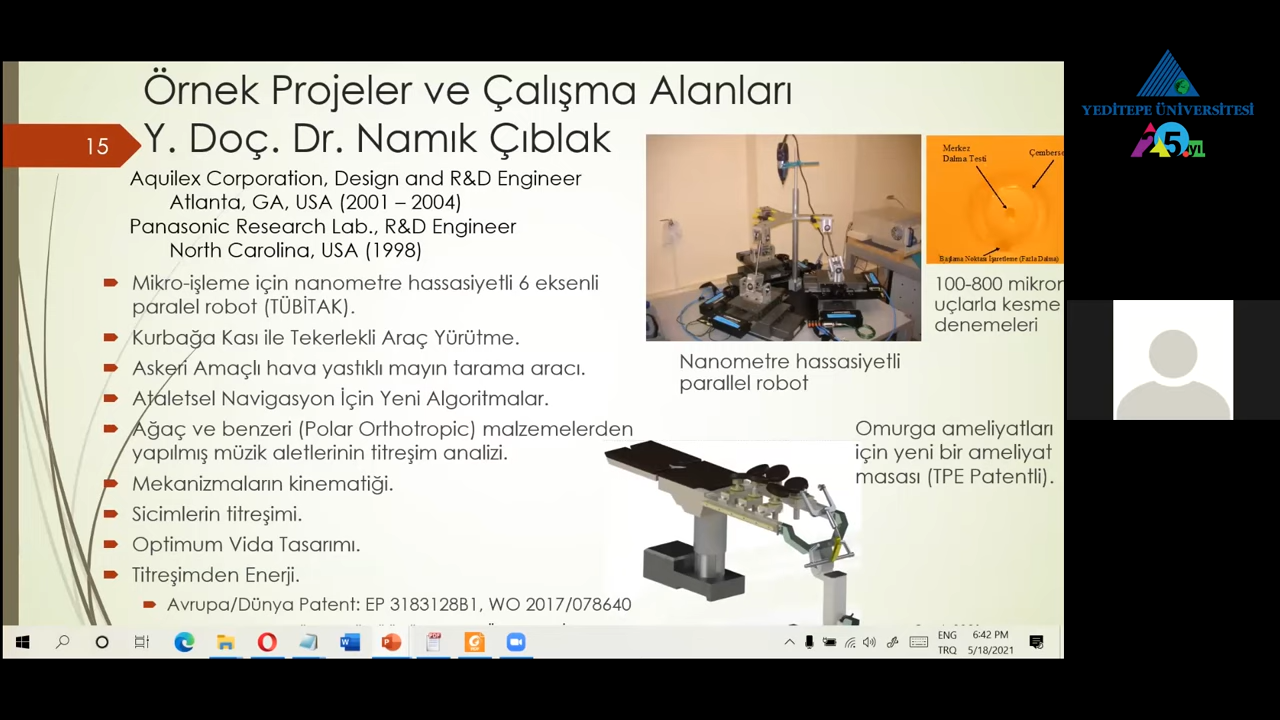 Örnek Projeler ve Çalışma Alanları
15
Y. Doç. Dr. Namık Çıblak
Aquilex Corporation, Design and R&D Engineer
Atlanta, GA, USA (2001 – 2004)
Panasonic Research Lab., R&D Engineer
North Carolina, USA (1998)
Mikro-işleme için nanometre hassasiyetli 6 eksenli
paralel robot (TÜBİTAK).
Kurbağa Kası ile Tekerlekli Araç Yürütme.
Askeri Amaçlı hava yastıklı mayın tarama aracı.
Ataletsel Navigasyon İçin Yeni Algoritmalar.
Ağaç ve benzeri (Polar Orthotropic) malzemelerden
yapılmış müzik aletlerinin titreşim analizi.
Mekanizmaların kinematiği.
Sicimlerin titreşimi.
Optimum Vida Tasarımı.
Titreşimden Enerji.
Avrupa/Dünya Patent: EP 3183128B1, WO 2017/078640
Nanometre hassasiyetli
parallel robot
Merkez
Dalma Testi
Çemberse
Başlama Noktası İşaretleme (Fazla Dalma)
100-800 mikron
uçlarla kesme
denemeleri
Omurga ameliyatları
için yeni bir ameliyat
masası (TPE Patentli).
YEDİTEPE ÜNİVERSİTESİ
25.yıl
ENG
TRQ
6:42 PM
5/18/2021